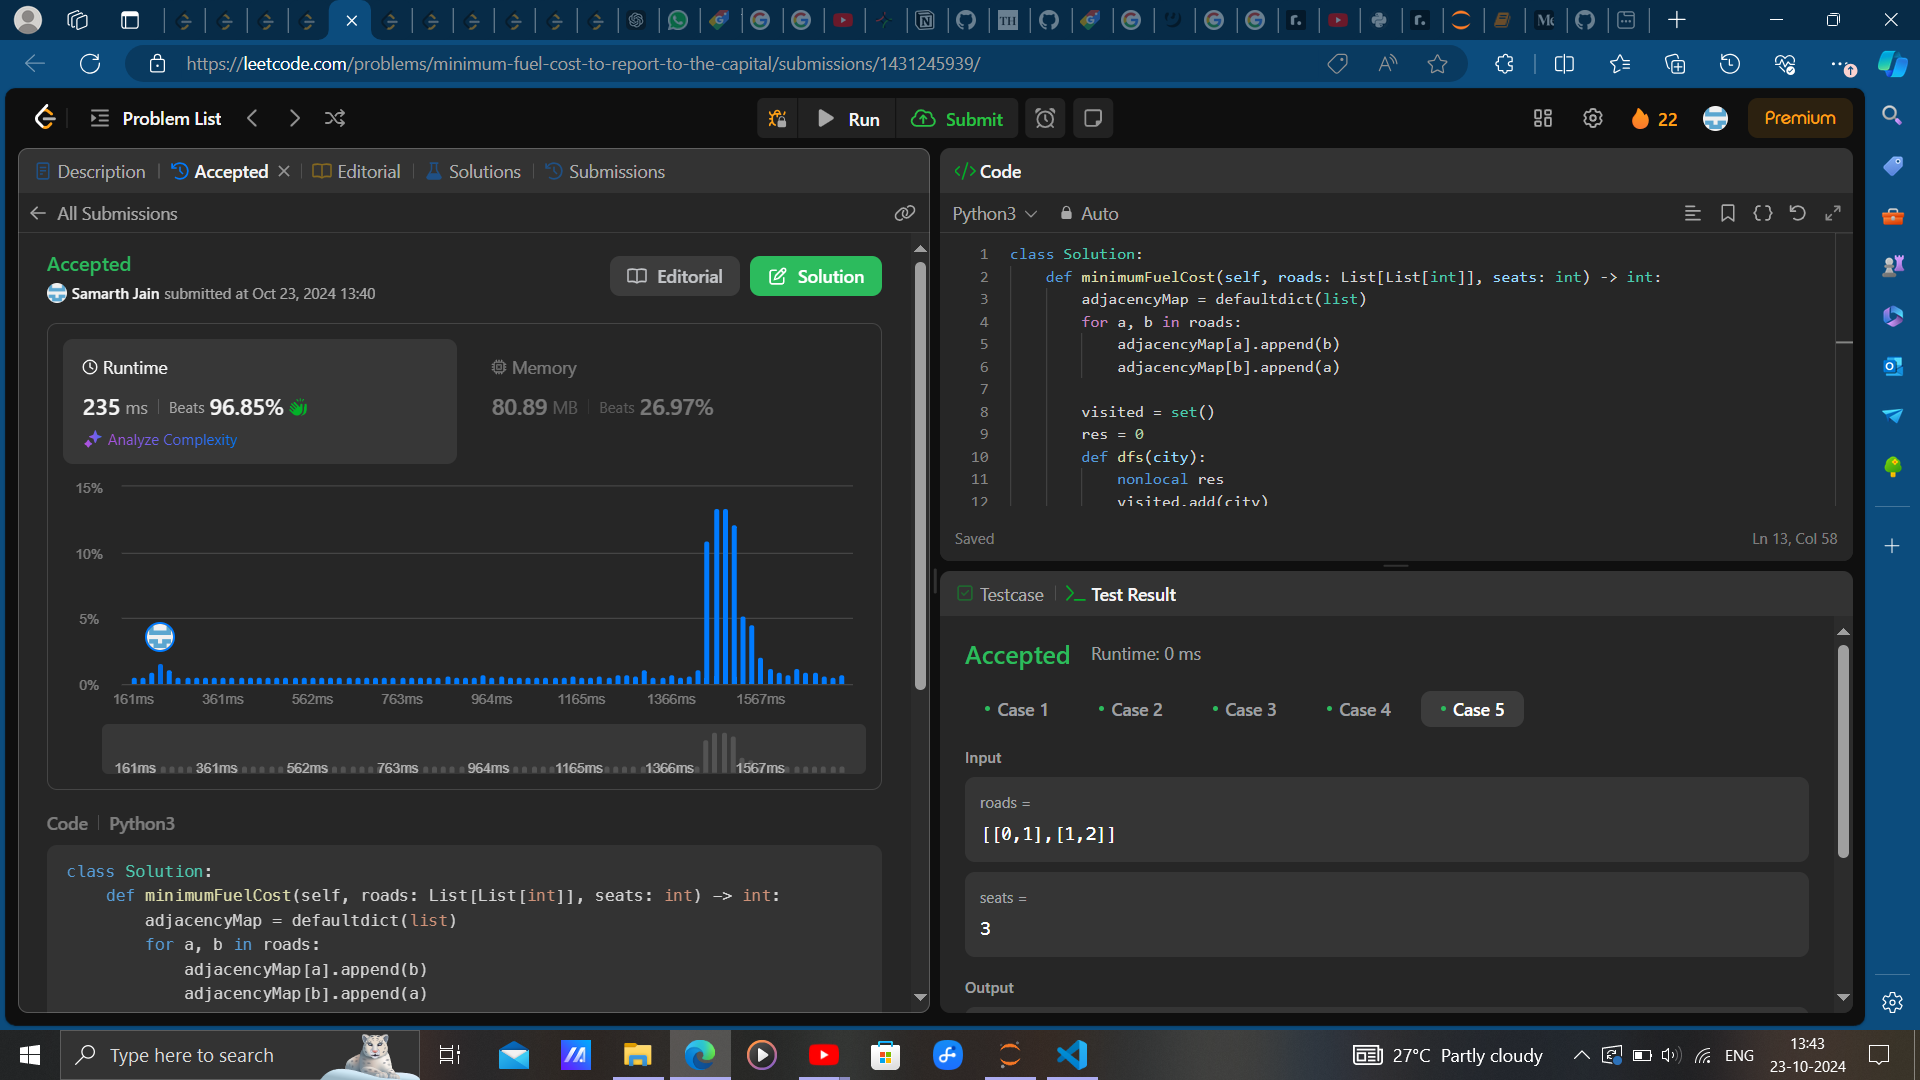 https://leetcode.com/problems/minimum-fuel-cost-to-report-to-the-capital/submissions/1431245939/
Problem List
Run
Submit
22
Premium
Description
Accepted
Editorial
Solutions
Submissions
All Submissions
Accepted
Samarth Jain submitted at Oct 23, 2024 13:40
Editorial
Solution
Runtime
235 ms
Beats 96.85%
Analyze Complexity
Memory
80.89 MB
Beats 26.97%
15%
10%
5%
0%
161ms 361ms 562ms 763ms 964ms 1165ms 1366ms 1567ms
161ms 361ms 562ms 763ms 964ms 1165ms 1366ms 1567ms
Code | Python3
class Solution:
    def minimumFuelCost(self, roads: List[List[int]], seats: int) -> int:
        adjacencyMap = defaultdict(list)
        for a, b in roads:
            adjacencyMap[a].append(b)
            adjacencyMap[b].append(a)
</> Code
Python3
Auto
1 class Solution:
2     def minimumFuelCost(self, roads: List[List[int]], seats: int) -> int:
3         adjacencyMap = defaultdict(list)
4         for a, b in roads:
5             adjacencyMap[a].append(b)
6             adjacencyMap[b].append(a)
7
8         visited = set()
9         res = 0
10         def dfs(city):
11             nonlocal res
12             visited.add(city)
Saved
Ln 13, Col 58
Testcase
Test Result
Accepted
Runtime: 0 ms
Case 1
Case 2
Case 3
Case 4
Case 5
Input
roads =
[[0,1],[1,2]]
seats =
3
Output
Type here to search
27°C Partly cloudy
ENG
13:43
23-10-2024